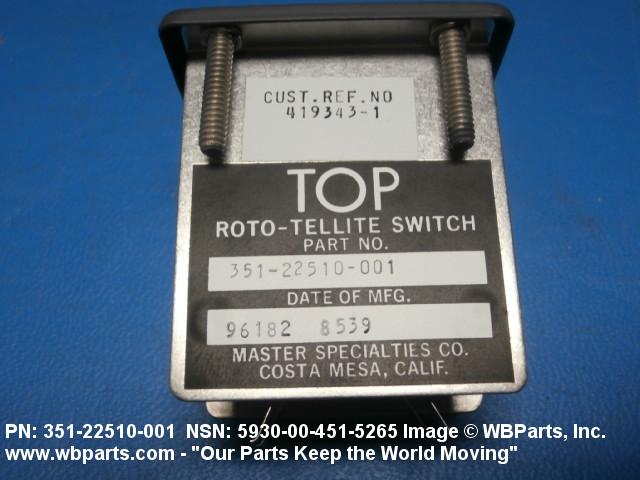 CUST.REF.NO
419343-1
TOP
ROTO-TELLITE SWITCH
PART NO.
351-22510-001
DATE OF MFG.
96182 8539
MASTER SPECIALTIES CO.
COSTA MESA, CALIF.
PN: 351-22510-001 NSN: 5930-00-451-5265 Image © WBParts, Inc.
www.wbparts.com - "Our Parts Keep the World Moving"